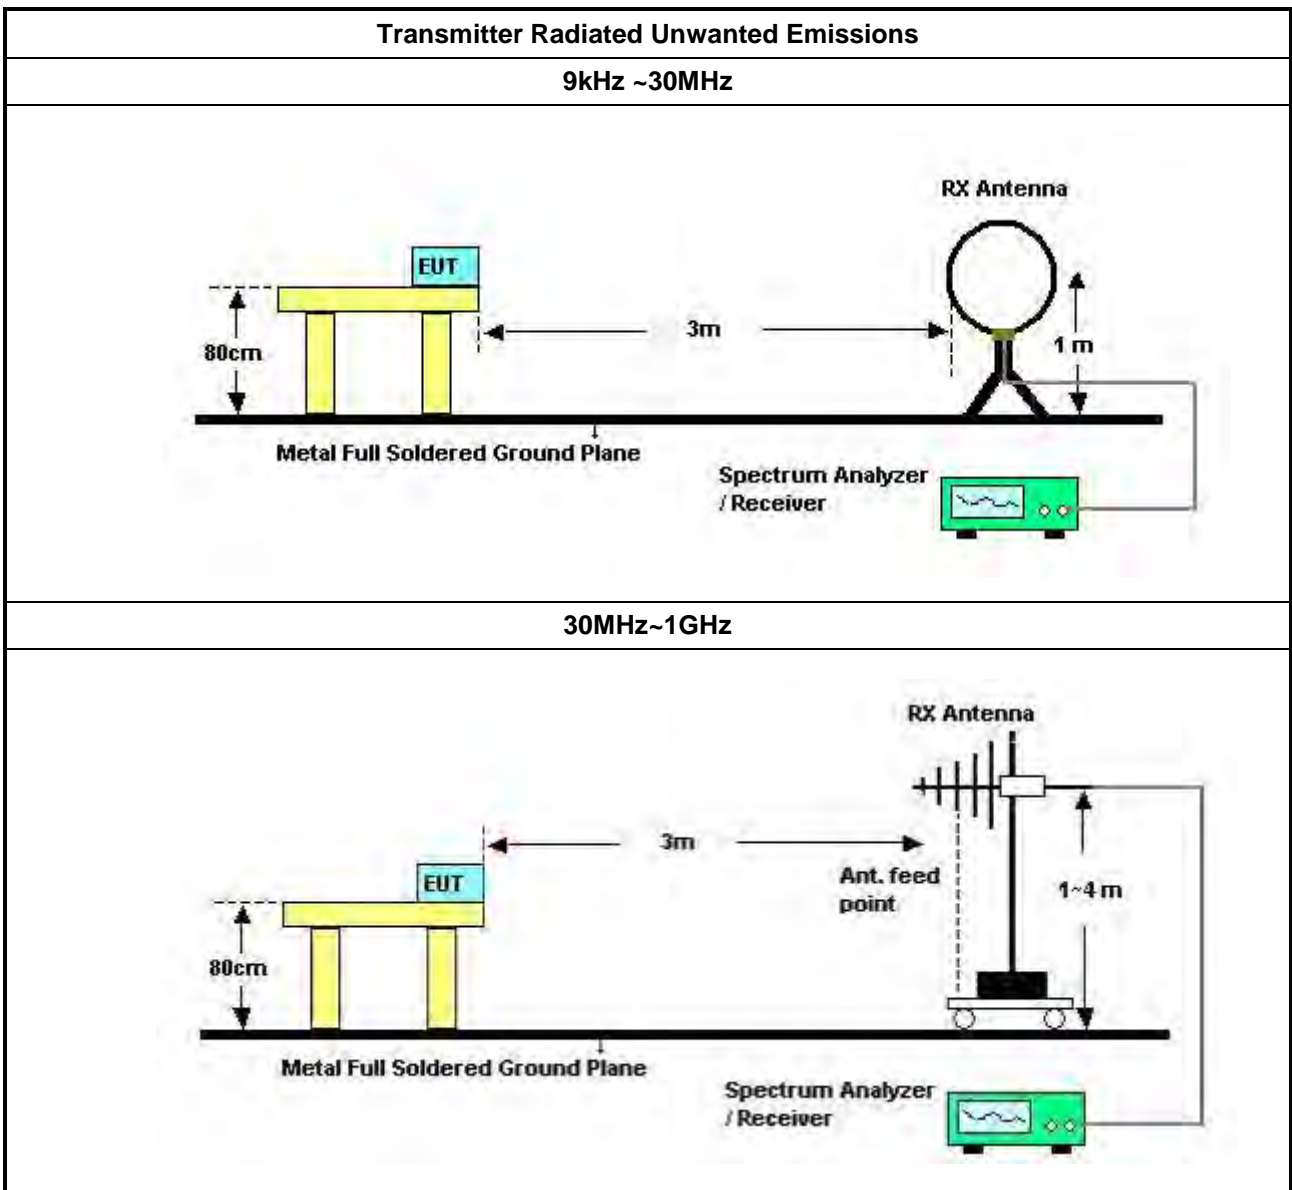 Transmitter Radiated Unwanted Emissions
9kHz ~30MHz
RX Antenna
EUT
3m
80cm
1 m
Metal Full Soldered Ground Plane
Spectrum Analyzer
/ Receiver
30MHz~1GHz
RX Antenna
3m
EUT
Ant. feed
point
1~4 m
80cm
Metal Full Soldered Ground Plane
Spectrum Analyzer
/ Receiver